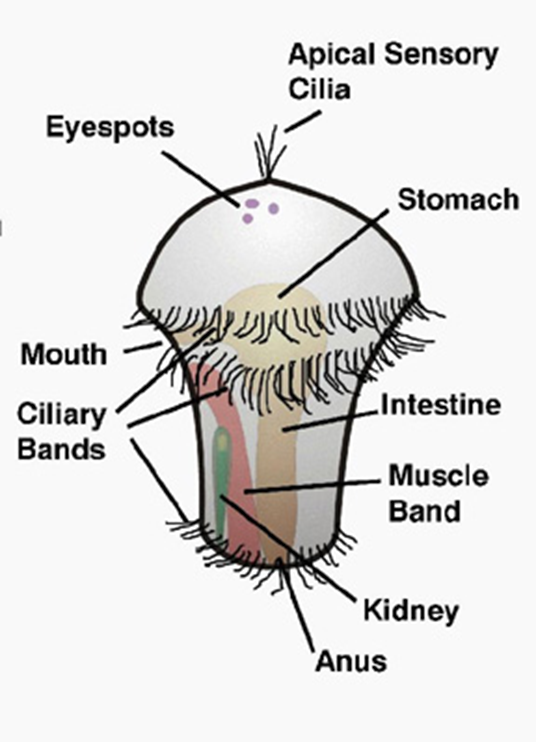 Apical Sensory
Cilia
Eyespots
Stomach
Mouth
Ciliary
Bands
Intestine
Muscle
Band
Kidney
Anus